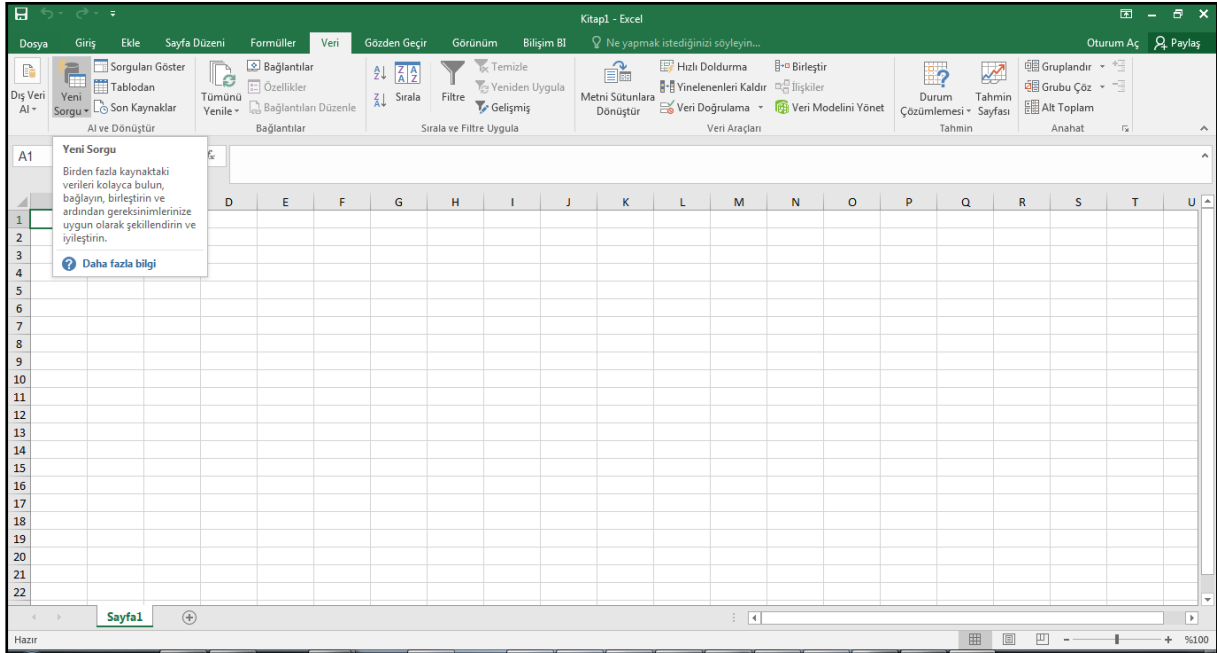 Kitap1 - Excel
Dosya Giriş Ekle Sayfa Düzeni Formüller Veri Gözden Geçir Görünüm Bilişim BI Ne yapmak istediğinizi söyleyin... Oturum Aç Paylaş
Dış Veri Al
Yeni Sorgu
Sorguları Göster
Tablodan
Son Kaynaklar
Al ve Dönüştür
Tümünü Yenile
Bağlantılar
Özellikler
Bağlantıları Düzenle
Bağlantılar
Sırala
Filtre
Temizle
Yeniden Uygula
Gelişmiş
Sırala ve Filtre Uygula
Metni Sütunlara Dönüştür
Hızlı Doldurma
Yinelenenleri Kaldır
Veri Doğrulama
Birleştir
İlişkiler
Veri Modelini Yönet
Veri Araçları
Durum Çözümlemesi
Tahmin Sayfası
Tahmin
Gruplandır
Grubu Çöz
Alt Toplam
Anahat
A1 fx
Yeni Sorgu
Birden fazla kaynaktaki
verileri kolayca bulun,
bağlayın, birleştirin ve
ardından gereksinimlerinize
uygun olarak şekillendirin ve
iyileştirin.
Daha fazla bilgi
D E F G H I J K L M N O P Q R S T U
1
2
3
4
5
6
7
8
9
10
11
12
13
14
15
16
17
18
19
20
21
22
Sayfa1
Hazır %100